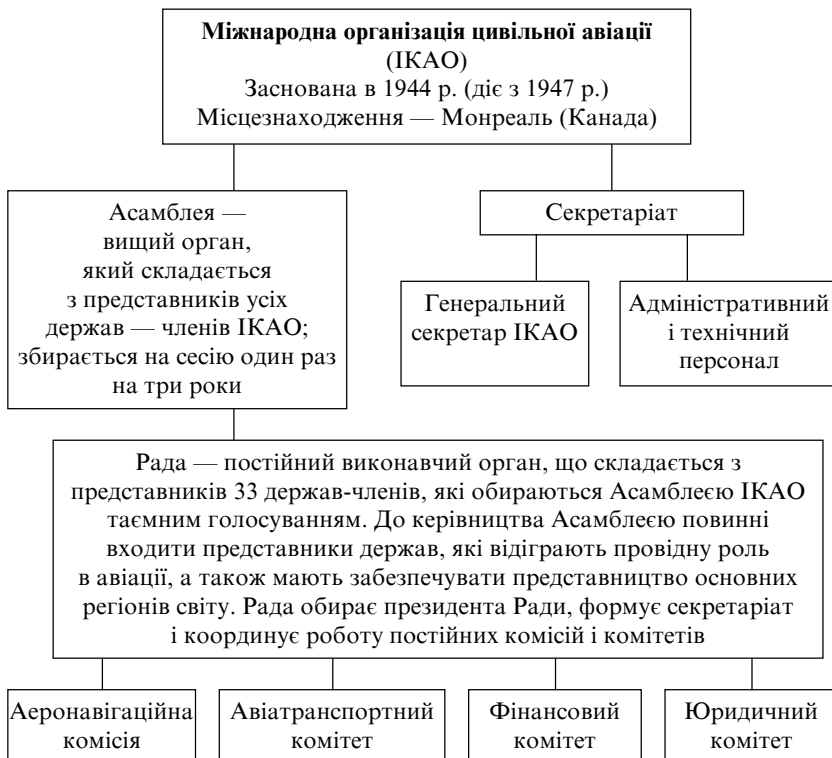 Міжнародна організація цивільної авіації
(ІКАО)
Заснована в 1944 р. (діє з 1947 р.)
Місцезнаходження — Монреаль (Канада)
Асамблея —
вищий орган,
який складається
з представників усіх
держав — членів ІКАО;
збирається на сесію один раз
на три роки
Секретаріат
Генеральний
секретар ІКАО
Адміністративний
і технічний
персонал
Рада — постійний виконавчий орган, що складається з
представників 33 держав-членів, які обираються Асамблеєю ІКАО
таємним голосуванням. До керівництва Асамблеєю повинні
входити представники держав, які відіграють провідну роль
в авіації, а також мають забезпечувати представництво основних
регіонів світу. Рада обирає президента Ради, формує секретаріат
і координує роботу постійних комісій і комітетів
Аеронавігаційна
комісія
Авіатранспортний
комітет
Фінансовий
комітет
Юридичний
комітет